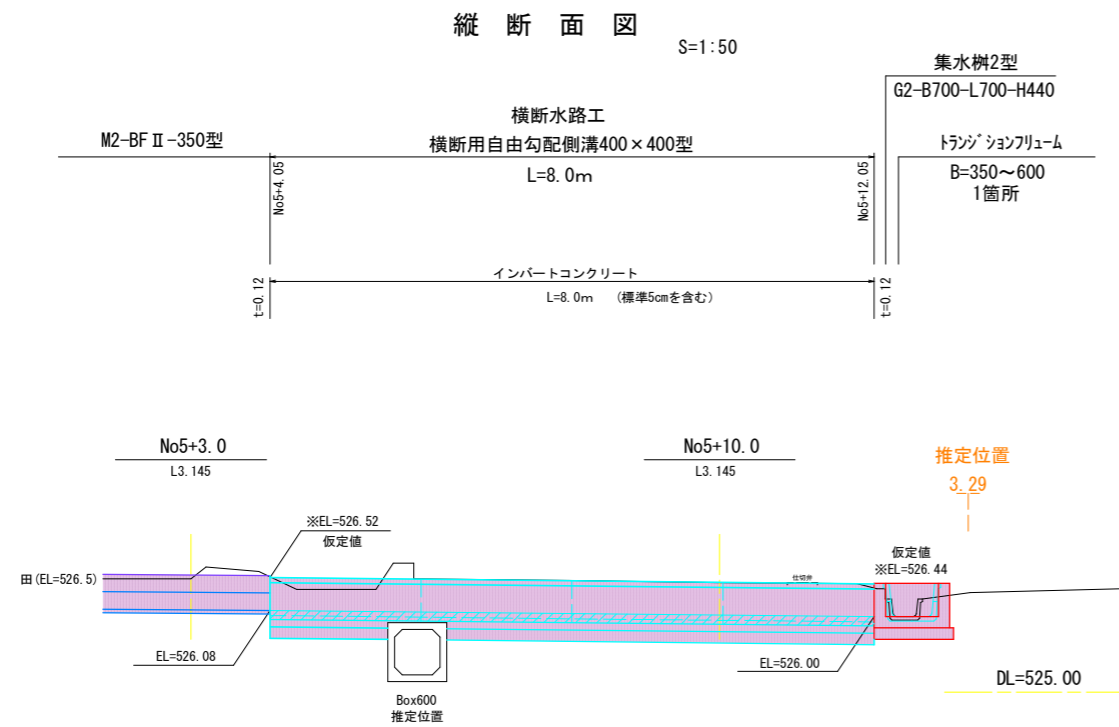 縦断面図
S=1:50
集水桝2型
G2-B700-L700-H440
M2-BFⅡ-350型
横断水路工
横断用自由勾配側溝400×400型
L=8.0m
トランジションフリューム
B=350～600
1箇所
No5+4.05
No5+12.05
インバートコンクリート
L=8.0m (標準5cmを含む)
t=0.12
t=0.12
No5+3.0
L3.145
No5+10.0
L3.145
推定位置
3.29
※EL=526.52
仮定値
仮定値
※EL=526.44
田(EL=526.5)
仕切弁
EL=526.08
EL=526.00
DL=525.00
Box600
推定位置